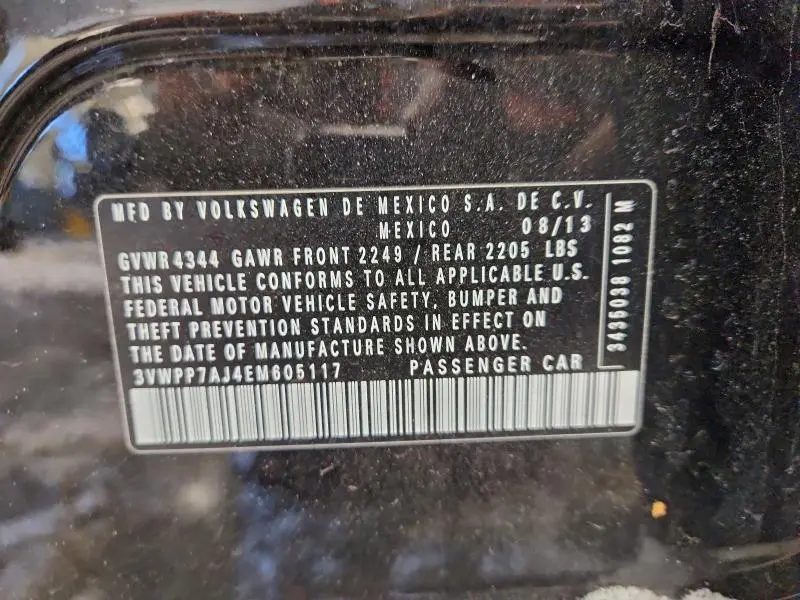 MFD BY VOLKSWAGEN DE MEXICO S.A. DE C.V.
MEXICO 08/13
GVWR 4344 GAWR FRONT 2249 / REAR 2205 LBS
THIS VEHICLE CONFORMS TO ALL APPLICABLE U.S.
FEDERAL MOTOR VEHICLE SAFETY, BUMPER AND
THEFT PREVENTION STANDARDS IN EFFECT ON
THE DATE OF MANUFACTURE SHOWN ABOVE.
3VWPP7AJ4EM605117 PASSENGER CAR
3435038 1082 M